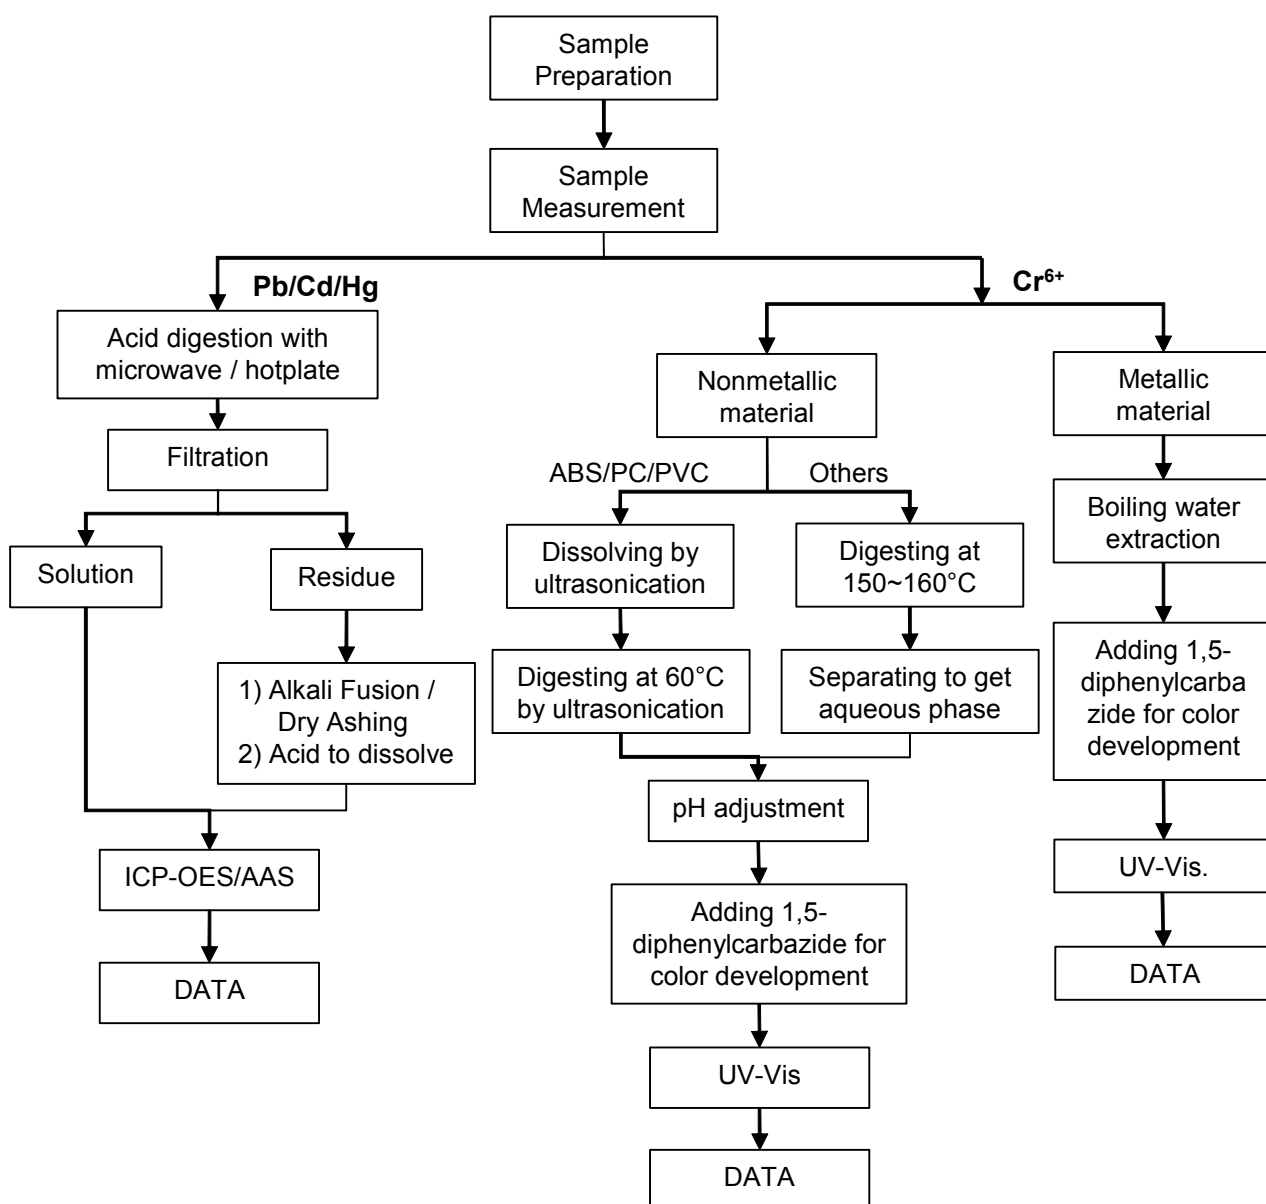 Sample
Preparation
Sample
Measurement
Pb/Cd/Hg
Cr⁶⁺
Acid digestion with
microwave / hotplate
Filtration
Solution
Residue
1) Alkali Fusion /
Dry Ashing
2) Acid to dissolve
ICP-OES/AAS
DATA
Nonmetallic
material
ABS/PC/PVC
Others
Dissolving by
ultrasonication
Digesting at
150~160°C
Digesting at 60°C
by ultrasonication
Separating to get
aqueous phase
pH adjustment
Adding 1,5-
diphenylcarbazide for
color development
UV-Vis
DATA
Metallic
material
Boiling water
extraction
Adding 1,5-
diphenylcarba
zide for color
development
UV-Vis.
DATA